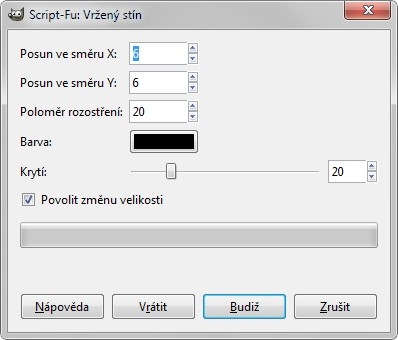 Script-Fu: Vržený stín
Posun ve směru X: 6
Posun ve směru Y: 6
Poloměr rozostření: 20
Barva:
Krytí: 20
Povolit změnu velikosti
Nápověda Vrátit Budiž Zrušit